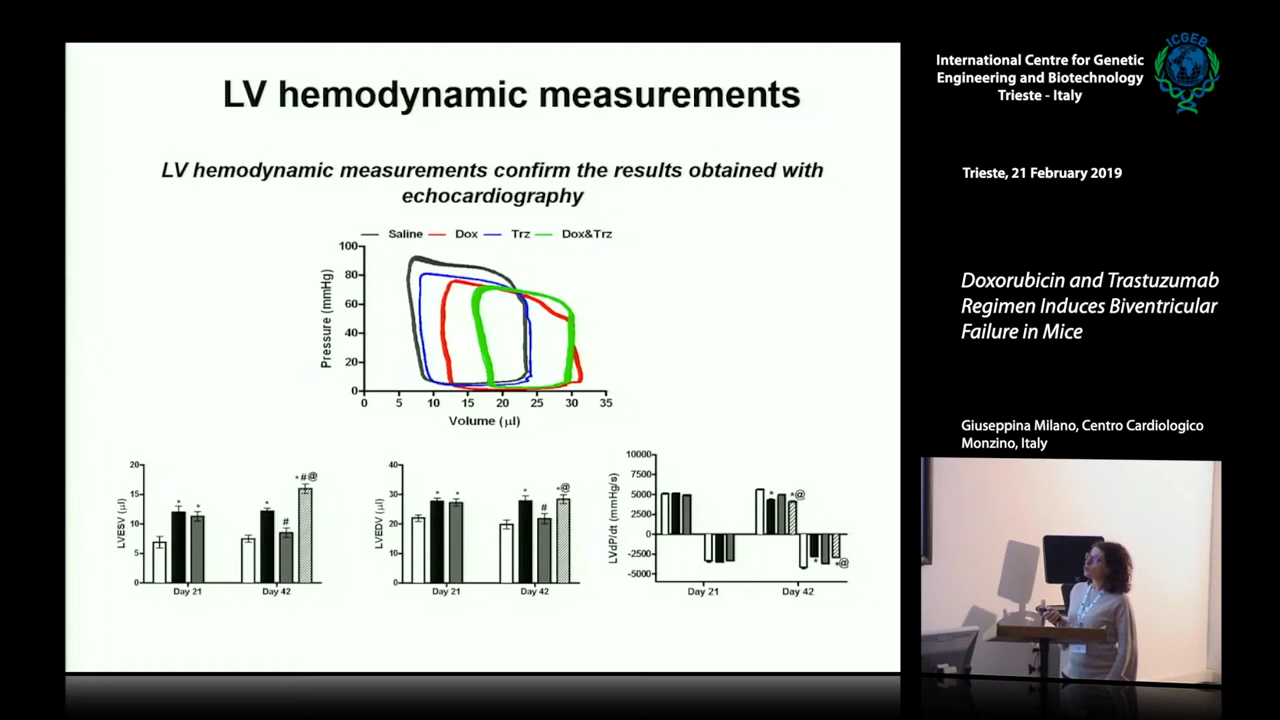 LV hemodynamic measurements
LV hemodynamic measurements confirm the results obtained with
echocardiography
Saline Dox Trz Dox&Trz
Pressure (mmHg)
100
80
60
40
20
0
0 5 10 15 20 25 30 35
Volume (μl)
LVESV (μl)
20
15
10
5
0
* * * # *#@
Day 21 Day 42
LVEDV (μl)
40
30
20
10
0
* * * # *@
Day 21 Day 42
LVdP/dt (mmHg/s)
10000
7500
5000
2500
0
-2500
-5000
* *@
* *@
Day 21 Day 42
International Centre for Genetic
Engineering and Biotechnology
Trieste - Italy
ICGEB
Trieste, 21 February 2019
Doxorubicin and Trastuzumab
Regimen Induces Biventricular
Failure in Mice
Giuseppina Milano, Centro Cardiologico
Monzino, Italy